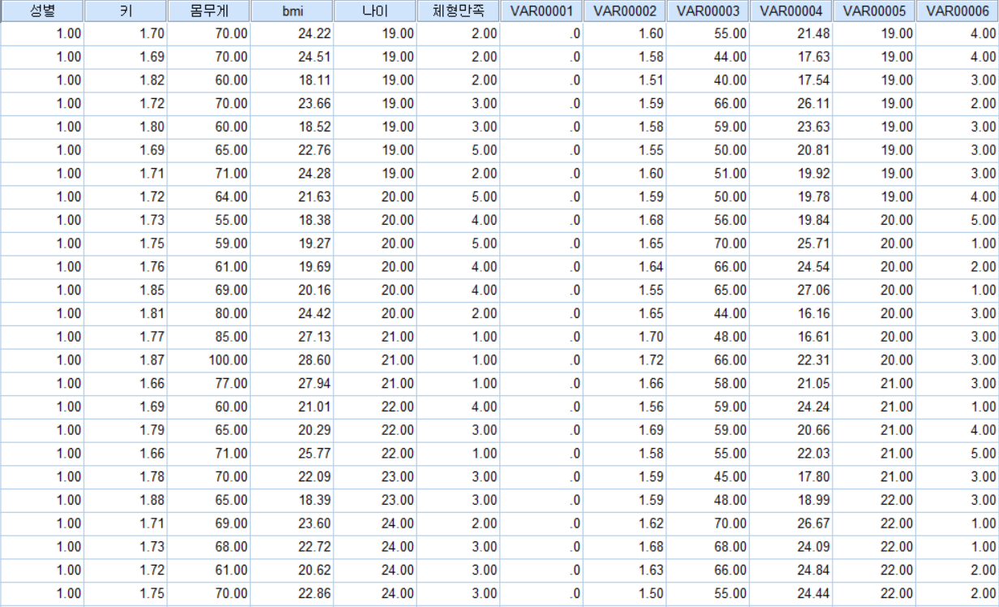 성별 키 몸무게 bmi 나이 체형만족 VAR00001 VAR00002 VAR00003 VAR00004 VAR00005 VAR00006
1.00 1.70 70.00 24.22 19.00 2.00 .0 1.60 55.00 21.48 19.00 4.00
1.00 1.69 70.00 24.51 19.00 2.00 .0 1.58 44.00 17.63 19.00 4.00
1.00 1.82 60.00 18.11 19.00 2.00 .0 1.51 40.00 17.54 19.00 3.00
1.00 1.72 70.00 23.66 19.00 3.00 .0 1.59 66.00 26.11 19.00 2.00
1.00 1.80 60.00 18.52 19.00 3.00 .0 1.58 59.00 23.63 19.00 3.00
1.00 1.69 65.00 22.76 19.00 5.00 .0 1.55 50.00 20.81 19.00 3.00
1.00 1.71 71.00 24.28 19.00 2.00 .0 1.60 51.00 19.92 19.00 3.00
1.00 1.72 64.00 21.63 20.00 5.00 .0 1.59 50.00 19.78 19.00 4.00
1.00 1.73 55.00 18.38 20.00 4.00 .0 1.68 56.00 19.84 20.00 5.00
1.00 1.75 59.00 19.27 20.00 5.00 .0 1.65 70.00 25.71 20.00 1.00
1.00 1.76 61.00 19.69 20.00 4.00 .0 1.64 66.00 24.54 20.00 2.00
1.00 1.85 69.00 20.16 20.00 4.00 .0 1.55 65.00 27.06 20.00 1.00
1.00 1.81 80.00 24.42 20.00 2.00 .0 1.65 44.00 16.16 20.00 3.00
1.00 1.77 85.00 27.13 21.00 1.00 .0 1.70 48.00 16.61 20.00 3.00
1.00 1.87 100.00 28.60 21.00 1.00 .0 1.72 66.00 22.31 20.00 3.00
1.00 1.66 77.00 27.94 21.00 1.00 .0 1.66 58.00 21.05 21.00 3.00
1.00 1.69 60.00 21.01 22.00 4.00 .0 1.56 59.00 24.24 21.00 1.00
1.00 1.79 65.00 20.29 22.00 3.00 .0 1.69 59.00 20.66 21.00 4.00
1.00 1.66 71.00 25.77 22.00 1.00 .0 1.58 55.00 22.03 21.00 5.00
1.00 1.78 70.00 22.09 23.00 3.00 .0 1.59 45.00 17.80 21.00 3.00
1.00 1.88 65.00 18.39 23.00 3.00 .0 1.59 48.00 18.99 22.00 3.00
1.00 1.71 69.00 23.60 24.00 2.00 .0 1.62 70.00 26.67 22.00 1.00
1.00 1.73 68.00 22.72 24.00 3.00 .0 1.68 68.00 24.09 22.00 1.00
1.00 1.72 61.00 20.62 24.00 3.00 .0 1.63 66.00 24.84 22.00 2.00
1.00 1.75 70.00 22.86 24.00 3.00 .0 1.50 55.00 24.44 22.00 2.00